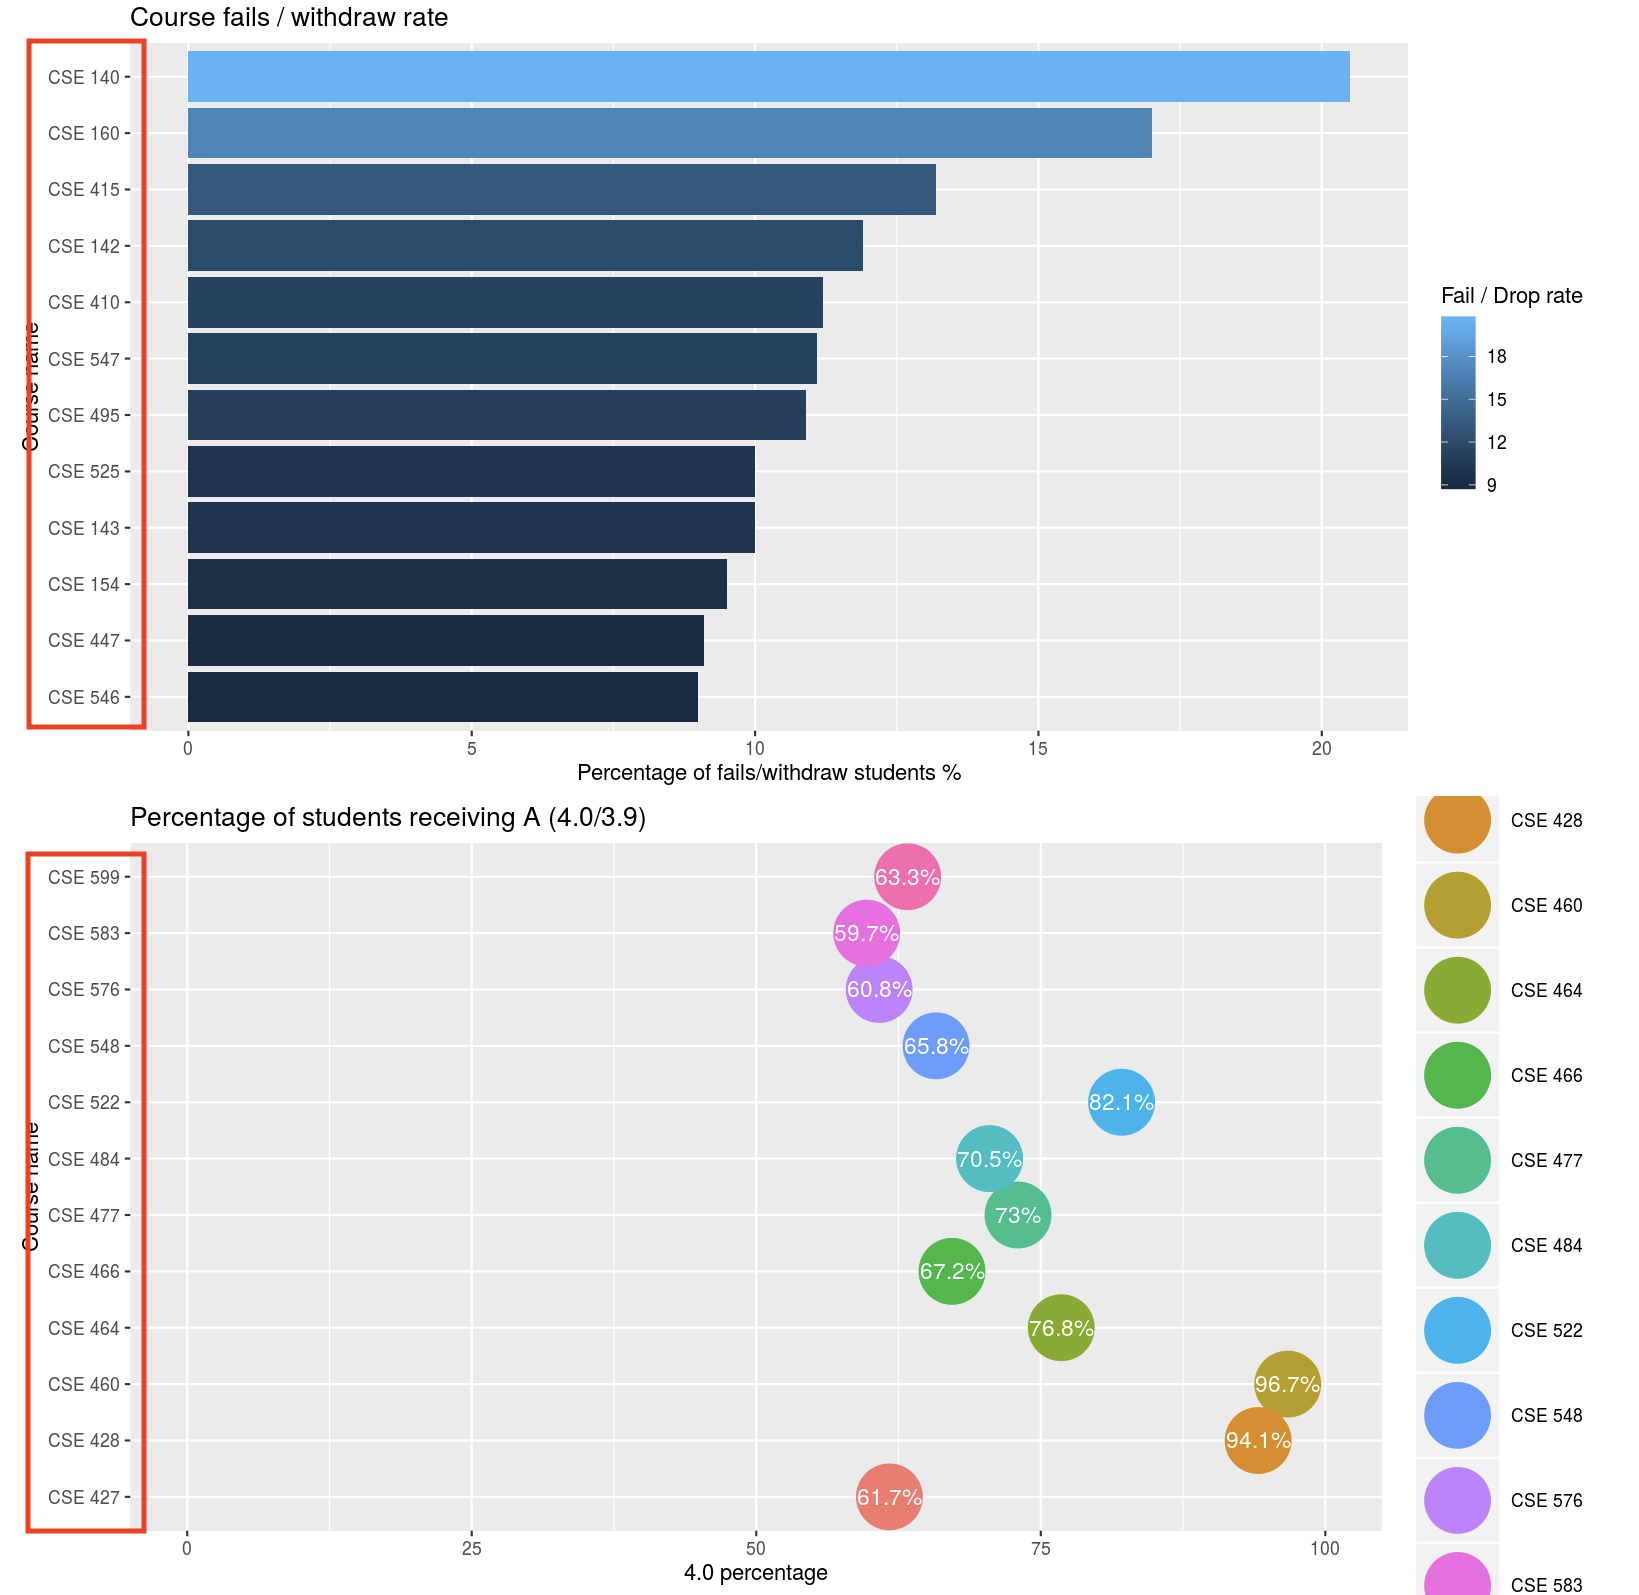 Course fails / withdraw rate
Course name
CSE 140
CSE 160
CSE 415
CSE 142
CSE 410
CSE 547
CSE 495
CSE 525
CSE 143
CSE 154
CSE 447
CSE 546
0 5 10 15 20
Percentage of fails/withdraw students %
Fail / Drop rate
18
15
12
9
Percentage of students receiving A (4.0/3.9)
Course name
CSE 599 63.3%
CSE 583 59.7%
CSE 576 60.8%
CSE 548 65.8%
CSE 522 82.1%
CSE 484 70.5%
CSE 477 73%
CSE 466 67.2%
CSE 464 76.8%
CSE 460 96.7%
CSE 428 94.1%
CSE 427 61.7%
0 25 50 75 100
4.0 percentage
CSE 428
CSE 460
CSE 464
CSE 466
CSE 477
CSE 484
CSE 522
CSE 548
CSE 576
CSE 583